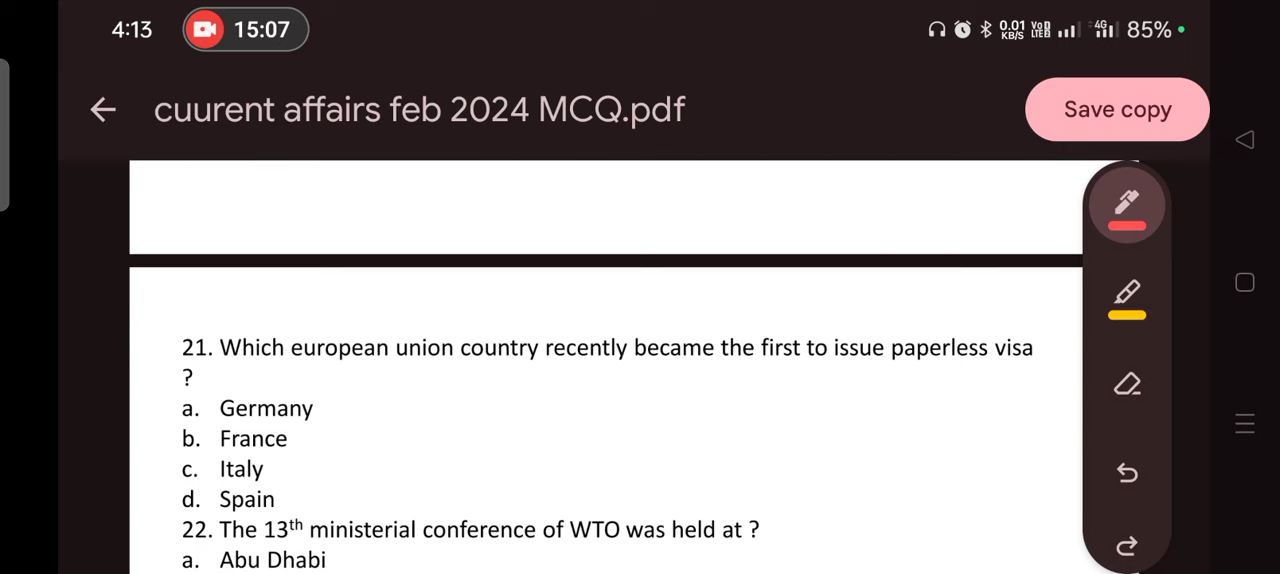 4:13 15:07 0.01 KB/S VoD LTE2 4G 85%
cuurent affairs feb 2024 MCQ.pdf Save copy
21. Which european union country recently became the first to issue paperless visa
?
a. Germany
b. France
c. Italy
d. Spain
22. The 13th ministerial conference of WTO was held at ?
a. Abu Dhabi